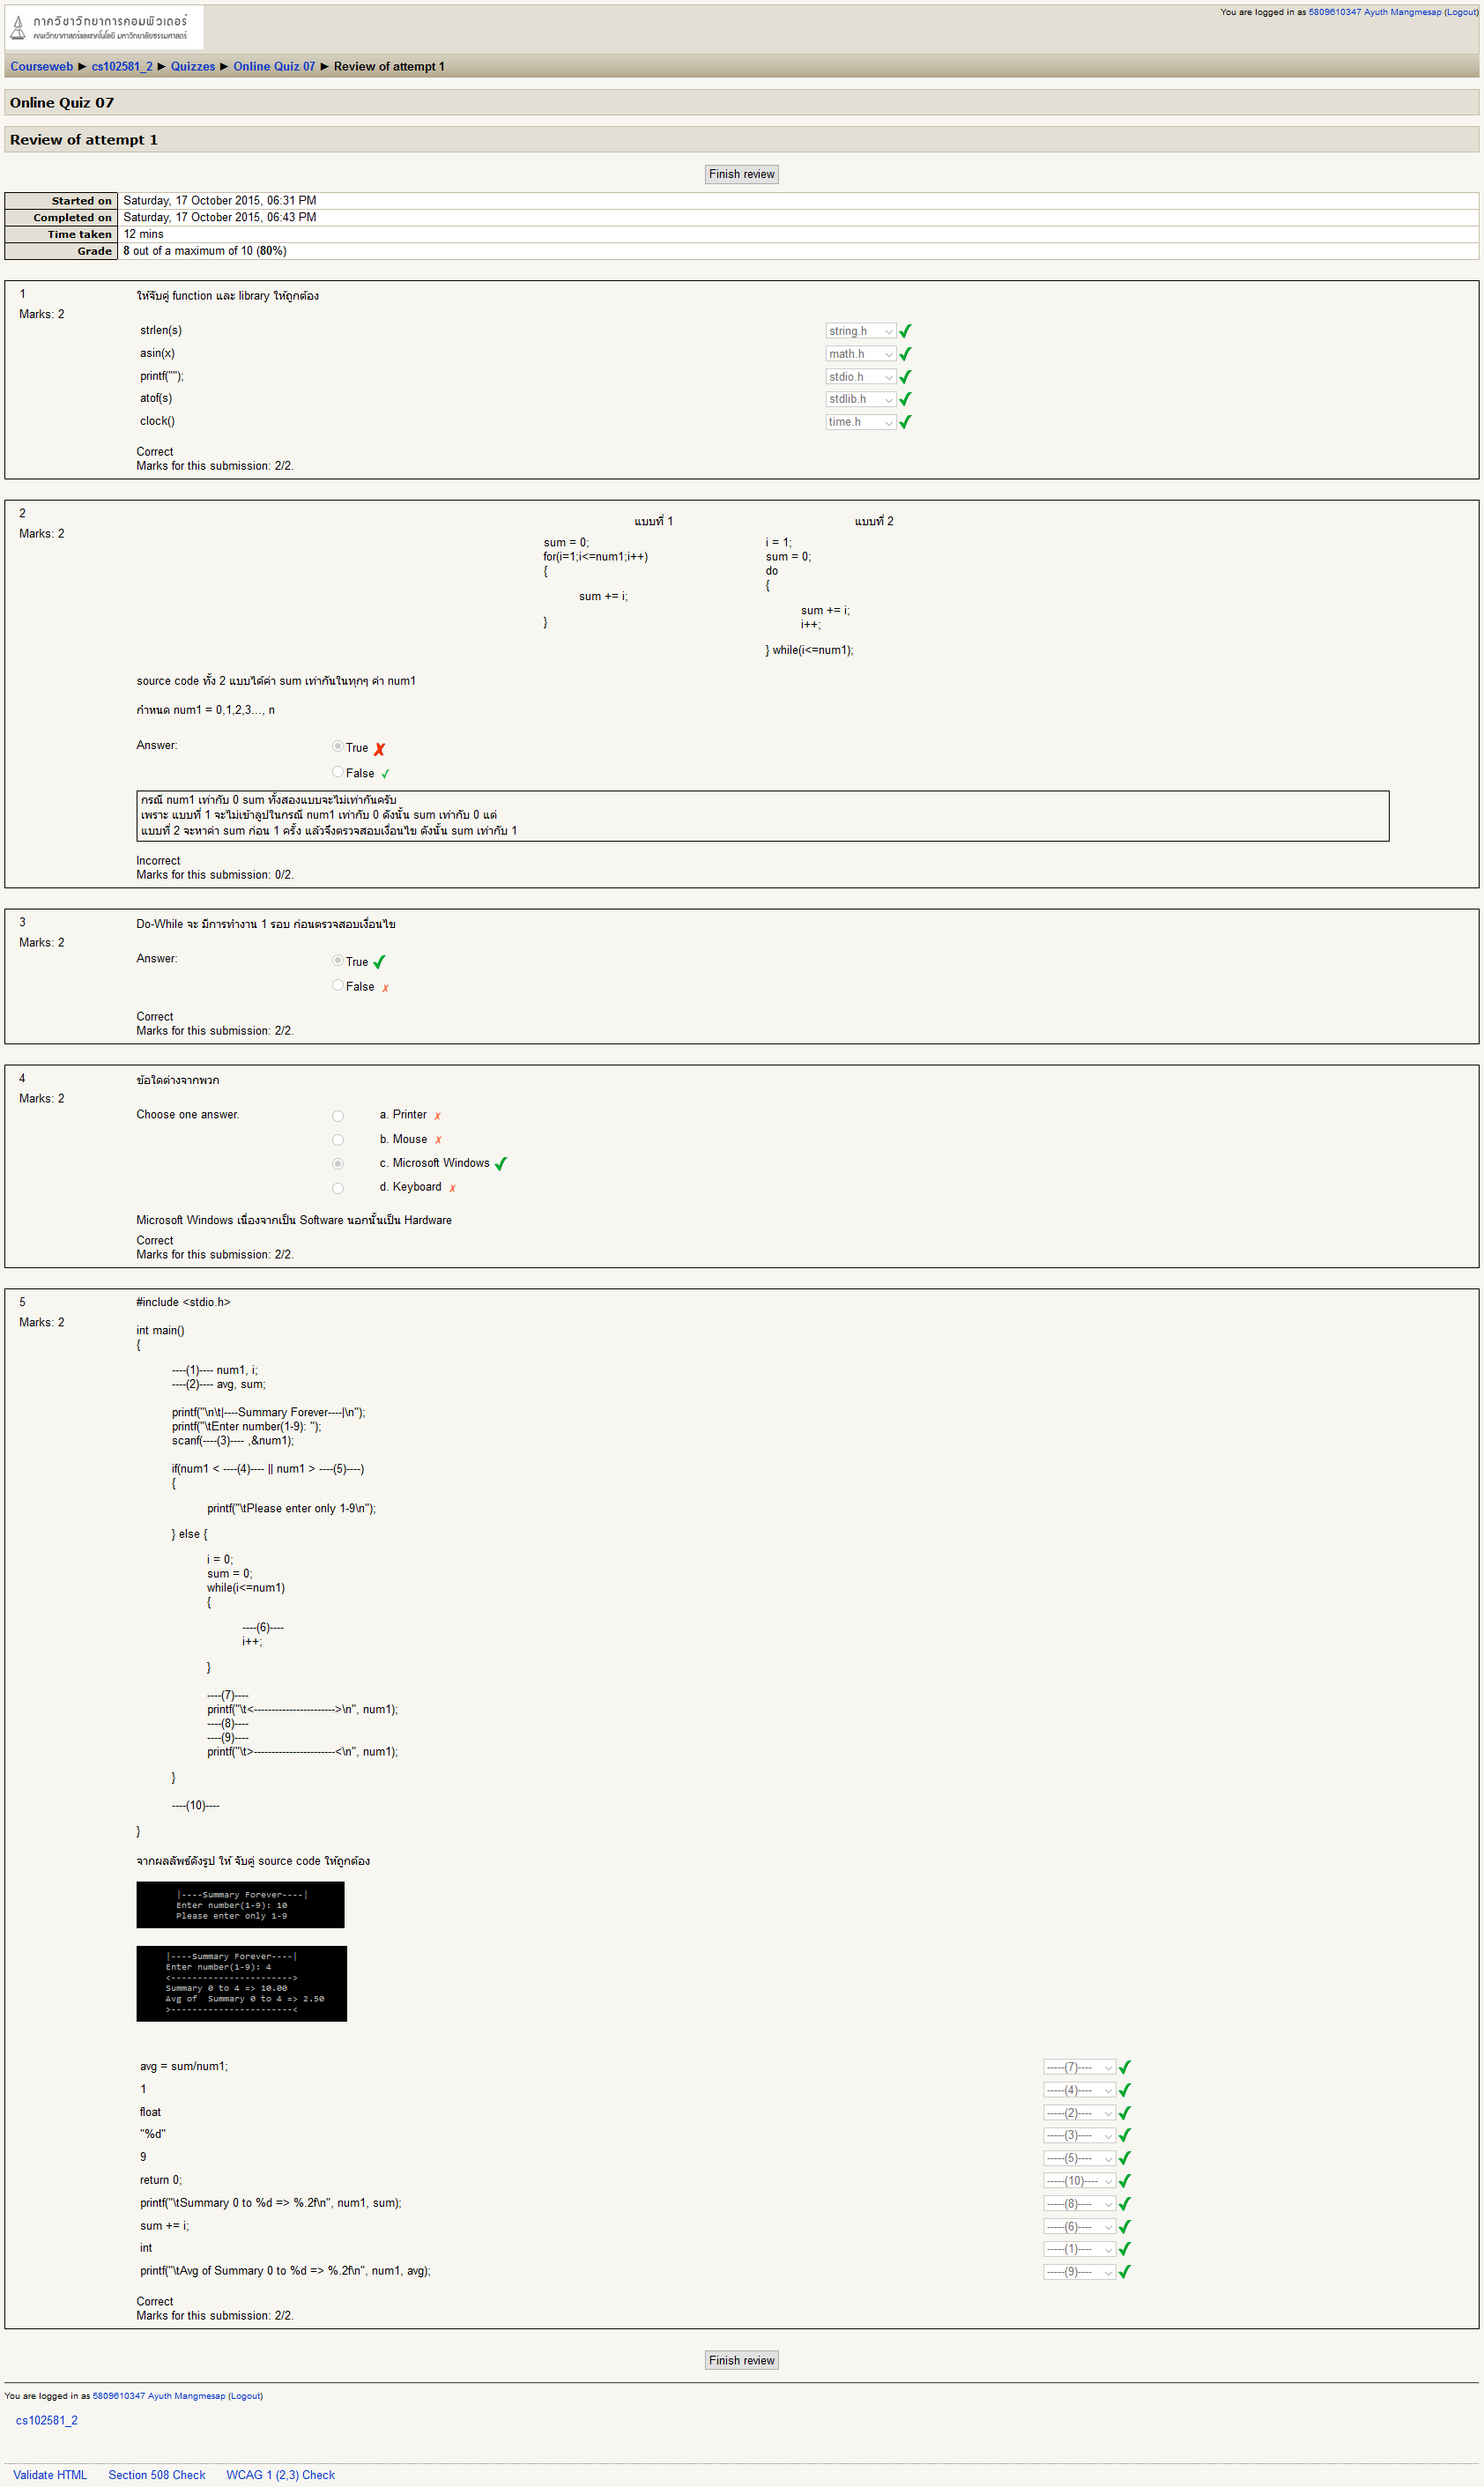 ภาควิชาวิทยาการคอมพิวเตอร์
คณะวิทยาศาสตร์และเทคโนโลยี มหาวิทยาลัยธรรมศาสตร์
You are logged in as 5809610347 Ayuth Mangmesap (Logout)
Courseweb ► cs102581_2 ► Quizzes ► Online Quiz 07 ► Review of attempt 1
Online Quiz 07
Review of attempt 1
Finish review
Started on Saturday, 17 October 2015, 06:31 PM
Completed on Saturday, 17 October 2015, 06:43 PM
Time taken 12 mins
Grade 8 out of a maximum of 10 (80%)
1
Marks: 2
ให้จับคู่ function และ library ให้ถูกต้อง
strlen(s) string.h
asin(x) math.h
printf(""); stdio.h
atof(s) stdlib.h
clock() time.h
Correct
Marks for this submission: 2/2.
2
Marks: 2
แบบที่ 1
sum = 0;
for(i=1;i<=num1;i++)
{
sum += i;
}
แบบที่ 2
i = 1;
sum = 0;
do
{
sum += i;
i++;
} while(i<=num1);
source code ทั้ง 2 แบบได้ค่า sum เท่ากันในทุกๆ ค่า num1
กำหนด num1 = 0,1,2,3..., n
Answer:
True ✗
False ✓
กรณี num1 เท่ากับ 0 sum ทั้งสองแบบจะไม่เท่ากันครับ
เพราะ แบบที่ 1 จะไม่เข้าลูปในกรณี num1 เท่ากับ 0 ดังนั้น sum เท่ากับ 0 แต่
แบบที่ 2 จะหาค่า sum ก่อน 1 ครั้ง แล้วจึงตรวจสอบเงื่อนไข ดังนั้น sum เท่ากับ 1
Incorrect
Marks for this submission: 0/2.
3
Marks: 2
Do-While จะ มีการทำงาน 1 รอบ ก่อนตรวจสอบเงื่อนไข
Answer:
True ✓
False ✗
Correct
Marks for this submission: 2/2.
4
Marks: 2
ข้อใดต่างจากพวก
Choose one answer.
a. Printer ✗
b. Mouse ✗
c. Microsoft Windows ✓
d. Keyboard ✗
Microsoft Windows เนื่องจากเป็น Software นอกนั้นเป็น Hardware
Correct
Marks for this submission: 2/2.
5
Marks: 2
#include <stdio.h>
int main()
{
----(1)---- num1, i;
----(2)---- avg, sum;
printf("\n\t|----Summary Forever----|\n");
printf("\tEnter number(1-9): ");
scanf(----(3)---- ,&num1);
if(num1 < ----(4)---- || num1 > ----(5)----)
{
printf("\tPlease enter only 1-9\n");
} else {
i = 0;
sum = 0;
while(i<=num1)
{
----(6)----
i++;
}
----(7)----
printf("\t<----------------------->\n", num1);
----(8)----
----(9)----
printf("\t>-----------------------<\n", num1);
}
----(10)----
}
จากผลลัพธ์ดังรูป ให้ จับคู่ source code ให้ถูกต้อง
|----Summary Forever----|
Enter number(1-9): 10
Please enter only 1-9
|----Summary Forever----|
Enter number(1-9): 4
<----------------------->
Summary 0 to 4 => 10.00
Avg of  Summary 0 to 4 => 2.50
>-----------------------<
avg = sum/num1; -----(7)----
1 -----(4)----
float -----(2)----
"%d" -----(3)----
9 -----(5)----
return 0; -----(10)----
printf("\tSummary 0 to %d => %.2f\n", num1, sum); -----(8)----
sum += i; -----(6)----
int -----(1)----
printf("\tAvg of Summary 0 to %d => %.2f\n", num1, avg); -----(9)----
Correct
Marks for this submission: 2/2.
Finish review
You are logged in as 5809610347 Ayuth Mangmesap (Logout)
cs102581_2
Validate HTML Section 508 Check WCAG 1 (2,3) Check